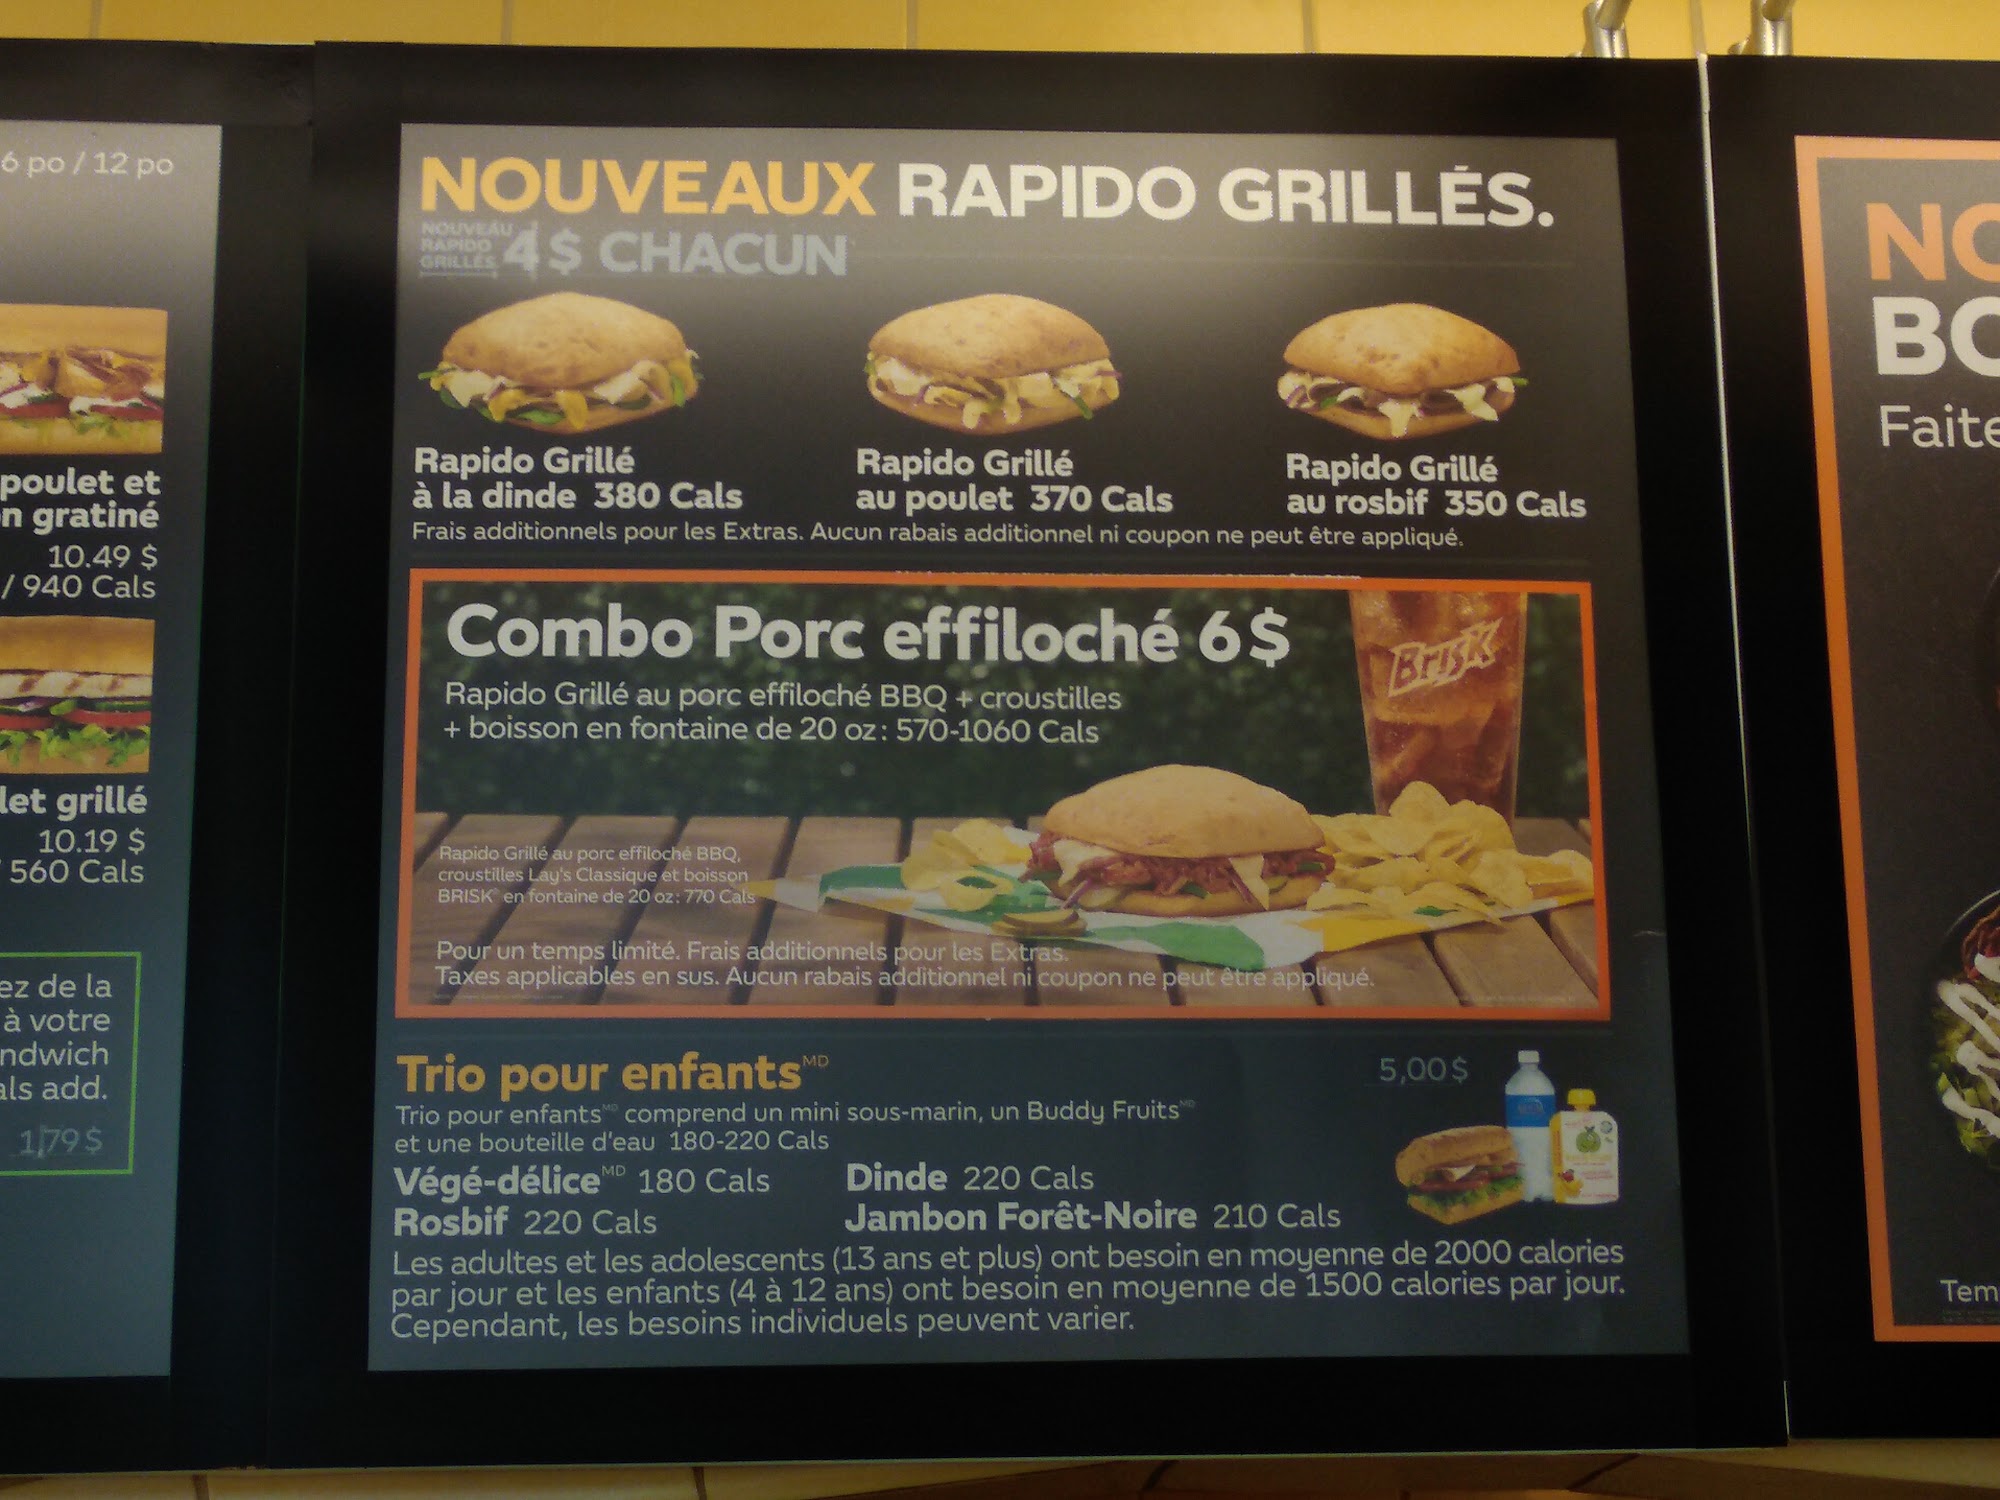 6 po / 12 po
poulet et
n gratiné
10.49 $
/ 940 Cals
let grillé
10.19 $
560 Cals
ez de la
à votre
ndwich
als add.
1,79 $
NOUVEAUX RAPIDO GRILLÉS.
NOUVEAU
RAPIDO
GRILLÉS
4 $ CHACUN
Rapido Grillé
à la dinde 380 Cals
Rapido Grillé
au poulet 370 Cals
Rapido Grillé
au rosbif 350 Cals
Frais additionnels pour les Extras. Aucun rabais additionnel ni coupon ne peut être appliqué.
Combo Porc effiloché 6 $
Rapido Grillé au porc effiloché BBQ + croustilles
+ boisson en fontaine de 20 oz : 570-1060 Cals
Brisk
Rapido Grillé au porc effiloché BBQ,
croustilles Lay's Classique et boisson
BRISK® en fontaine de 20 oz : 770 Cals
Pour un temps limité. Frais additionnels pour les Extras.
Taxes applicables en sus. Aucun rabais additionnel ni coupon ne peut être appliqué.
Trio pour enfants MD
5,00 $
Trio pour enfants MD comprend un mini sous-marin, un Buddy Fruits MD
et une bouteille d'eau 180-220 Cals
Végé-délice MD 180 Cals
Dinde 220 Cals
Rosbif 220 Cals
Jambon Forêt-Noire 210 Cals
Les adultes et les adolescents (13 ans et plus) ont besoin en moyenne de 2000 calories
par jour et les enfants (4 à 12 ans) ont besoin en moyenne de 1500 calories par jour.
Cependant, les besoins individuels peuvent varier.
NO
BO
Faite
Tem